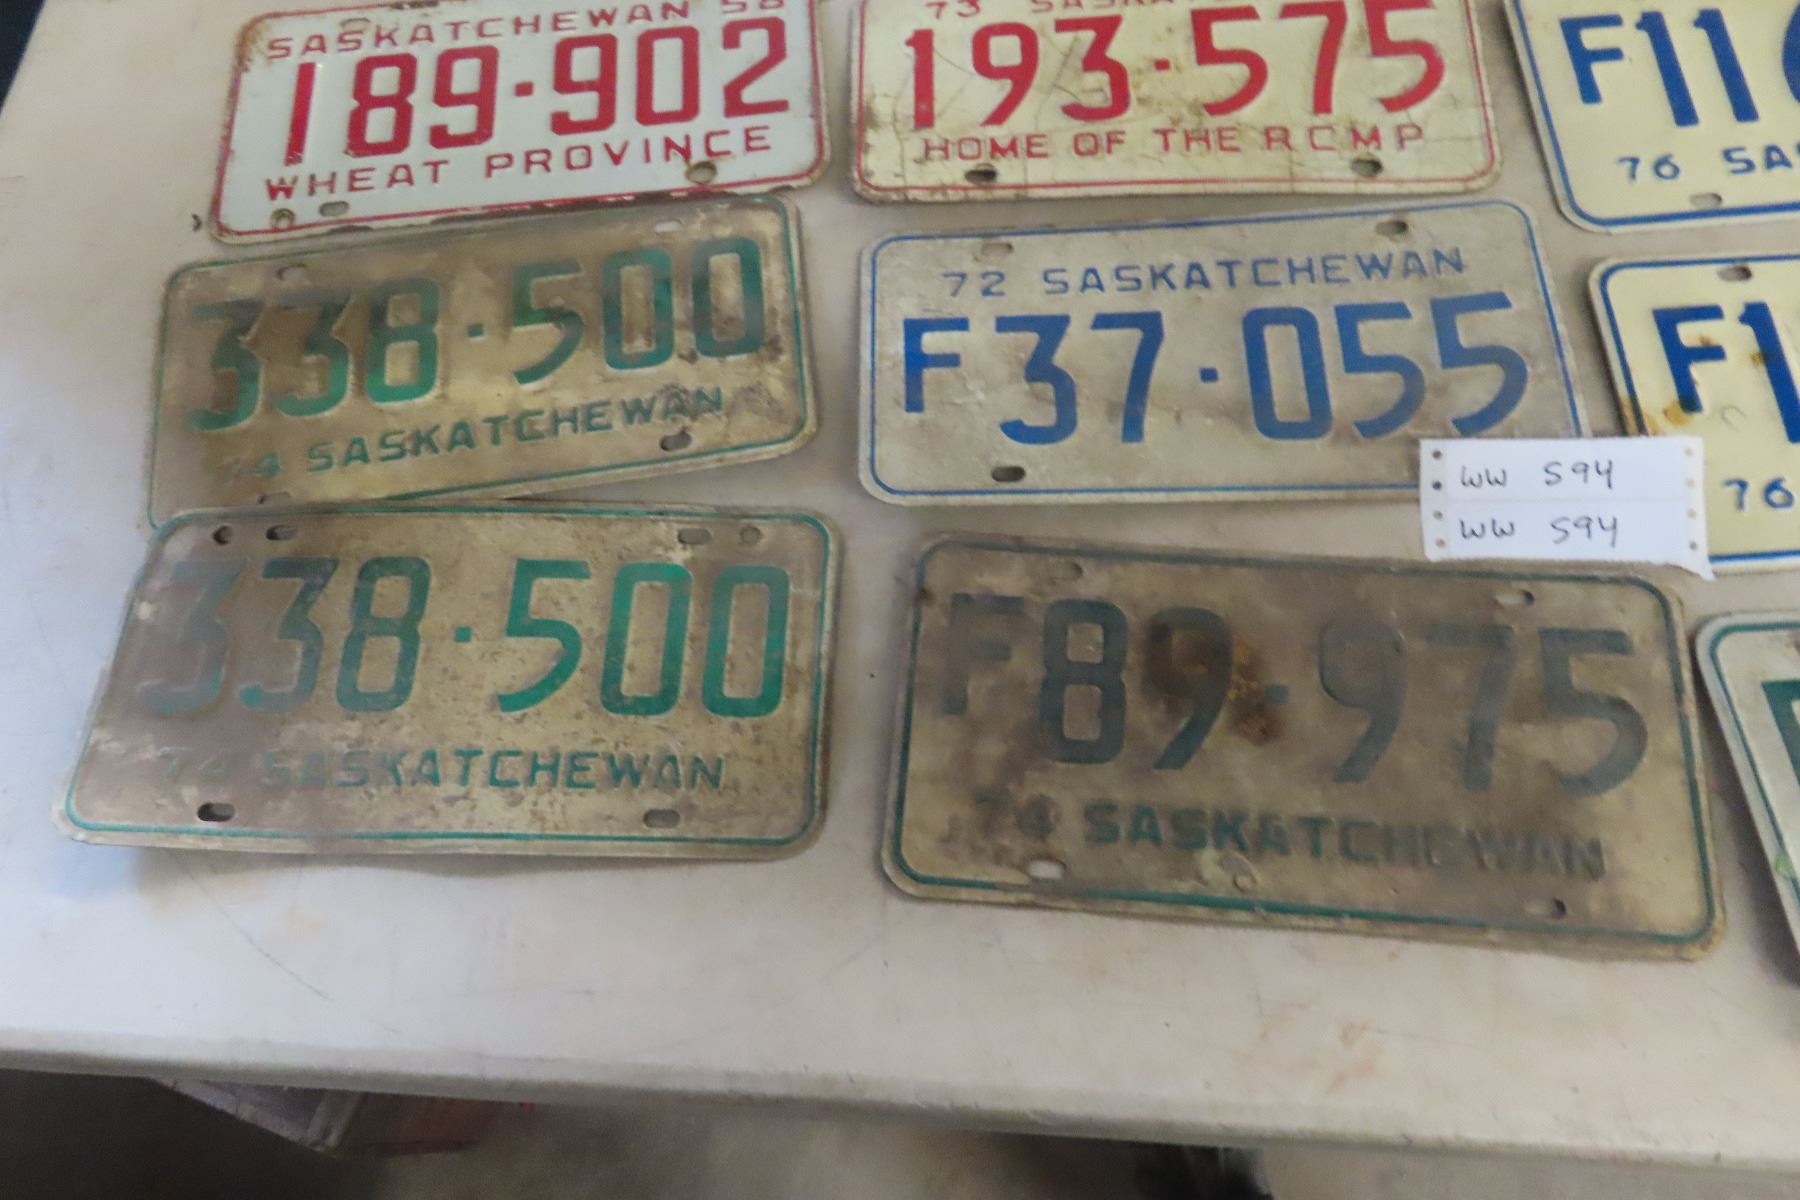 SASKATCHEWAN 58
189·902
WHEAT PROVINCE
73
193·575
HOME OF THE RCMP
F11
76
338·500
74 SASKATCHEWAN
72 SASKATCHEWAN
F37·055
F1
76
WW 594
WW 594
338·500
74 SASKATCHEWAN
F89·975
74 SASKATCHEWAN